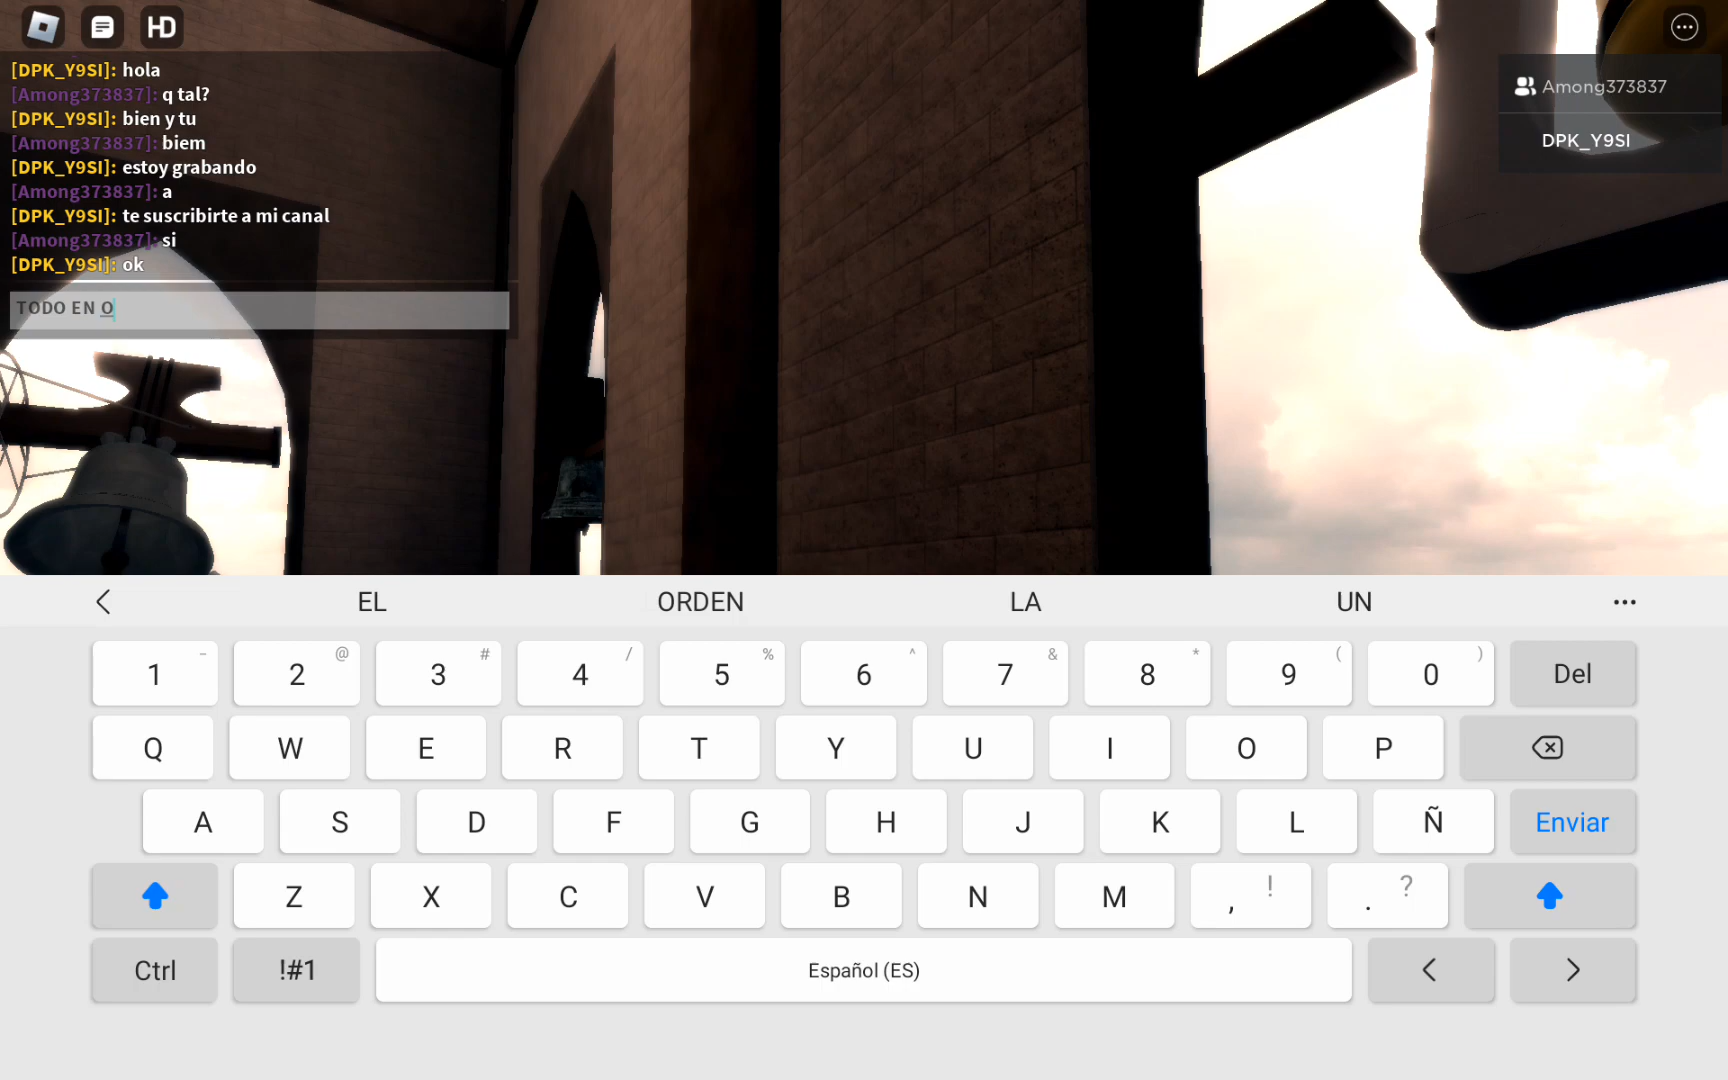 HD
[DPK_Y9SI]: hola
[Among373837]: q tal?
[DPK_Y9SI]: bien y tu
[Among373837]: biem
[DPK_Y9SI]: estoy grabando
[Among373837]: a
[DPK_Y9SI]: te suscribirte a mi canal
[Among373837]: si
[DPK_Y9SI]: ok
TODO EN O
Among373837
DPK_Y9SI
EL ORDEN LA UN
1 - 2 @ 3 # 4 / 5 % 6 ^ 7 & 8 * 9 ( 0 ) Del
Q W E R T Y U I O P
A S D F G H J K L Ñ Enviar
Z X C V B N M , ! . ?
Ctrl !#1 Español (ES) < >